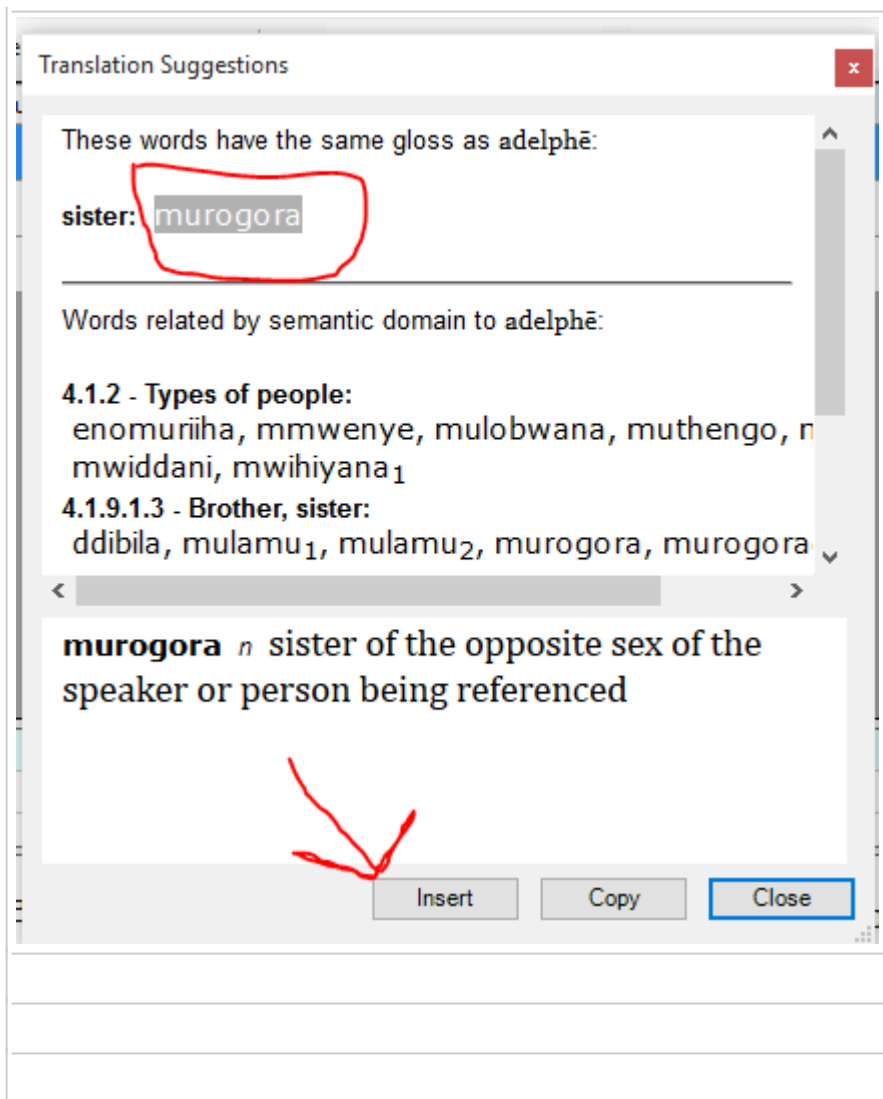 Translation Suggestions
x
These words have the same gloss as adelphē:
sister: murogora
Words related by semantic domain to adelphē:
4.1.2 - Types of people:
enomuriiha, mmwenye, mulobwana, muthengo,
mwiddani, mwihiyana₁
4.1.9.1.3 - Brother, sister:
ddibila, mulamu₁, mulamu₂, murogora, murogora
murogora n sister of the opposite sex of the
speaker or person being referenced
Insert Copy Close